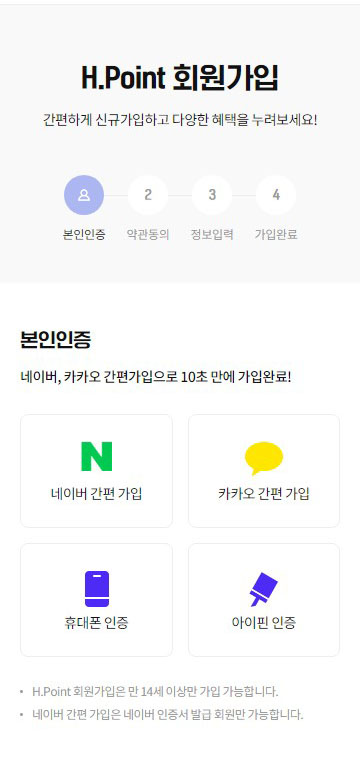 H.Point 회원가입
간편하게 신규가입하고 다양한 혜택을 누려보세요!
2 3 4
본인인증 약관동의 정보입력 가입완료
본인인증
네이버, 카카오 간편가입으로 10초 만에 가입완료!
N
네이버 간편 가입 카카오 간편 가입
휴대폰 인증 아이핀 인증
• H.Point 회원가입은 만 14세 이상만 가입 가능합니다.
• 네이버 간편 가입은 네이버 인증서 발급 회원만 가능합니다.